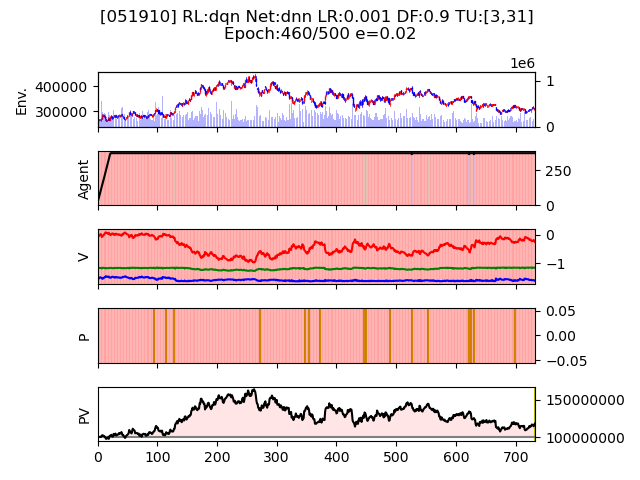 [051910] RL:dqn Net:dnn LR:0.001 DF:0.9 TU:[3,31]
Epoch:460/500 e=0.02
1e6
Env.
400000
300000
1
0
Agent
250
0
V
0
−1
P
0.05
0.00
−0.05
PV
150000000
100000000
0 100 200 300 400 500 600 700